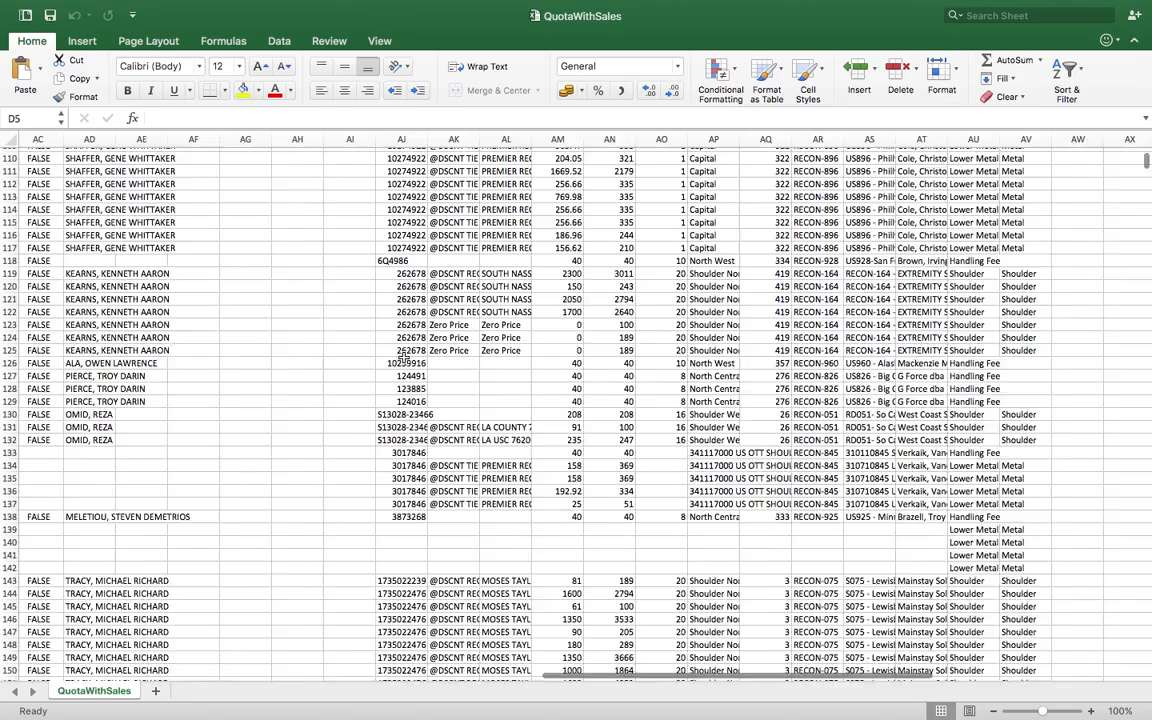 QuotaWithSales
Search Sheet
Home Insert Page Layout Formulas Data Review View
Cut
Copy
Format
Paste
Calibri (Body) 12
Wrap Text
Merge & Center
General
Conditional Formatting
Format as Table
Cell Styles
Insert
Delete
Format
AutoSum
Fill
Clear
Sort & Filter
D5 fx
AC AD AE AF AG AH AI AJ AK AL AM AN AO AP AQ AR AS AT AU AV AW AX
110 FALSE SHAFFER, GENE WHITTAKER 10274922 @DSCNT TIE PREMIER REC 204.05 321 1 Capital 322 RECON-896 US896 - Phill Cole, Christo Lower Metal Metal
111 FALSE SHAFFER, GENE WHITTAKER 10274922 @DSCNT TIE PREMIER REC 1669.52 2179 1 Capital 322 RECON-896 US896 - Phill Cole, Christo Lower Metal Metal
112 FALSE SHAFFER, GENE WHITTAKER 10274922 @DSCNT TIE PREMIER REC 256.66 335 1 Capital 322 RECON-896 US896 - Phill Cole, Christo Lower Metal Metal
113 FALSE SHAFFER, GENE WHITTAKER 10274922 @DSCNT TIE PREMIER REC 769.98 335 1 Capital 322 RECON-896 US896 - Phill Cole, Christo Lower Metal Metal
114 FALSE SHAFFER, GENE WHITTAKER 10274922 @DSCNT TIE PREMIER REC 256.66 335 1 Capital 322 RECON-896 US896 - Phill Cole, Christo Lower Metal Metal
115 FALSE SHAFFER, GENE WHITTAKER 10274922 @DSCNT TIE PREMIER REC 256.66 335 1 Capital 322 RECON-896 US896 - Phill Cole, Christo Lower Metal Metal
116 FALSE SHAFFER, GENE WHITTAKER 10274922 @DSCNT TIE PREMIER REC 186.96 244 1 Capital 322 RECON-896 US896 - Phill Cole, Christo Lower Metal Metal
117 FALSE SHAFFER, GENE WHITTAKER 10274922 @DSCNT TIE PREMIER REC 156.62 210 1 Capital 322 RECON-896 US896 - Phill Cole, Christo Lower Metal Metal
118 FALSE 6Q4986 40 40 10 North West 334 RECON-928 US928-San F Brown, Irving Handling Fee
119 FALSE KEARNS, KENNETH AARON 262678 @DSCNT REC SOUTH NASS 2300 3011 20 Shoulder Nor 419 RECON-164 RECON-164 - EXTREMITY S Shoulder Shoulder
120 FALSE KEARNS, KENNETH AARON 262678 @DSCNT REC SOUTH NASS 150 243 20 Shoulder Nor 419 RECON-164 RECON-164 - EXTREMITY S Shoulder Shoulder
121 FALSE KEARNS, KENNETH AARON 262678 @DSCNT REC SOUTH NASS 2050 2794 20 Shoulder Nor 419 RECON-164 RECON-164 - EXTREMITY S Shoulder Shoulder
122 FALSE KEARNS, KENNETH AARON 262678 @DSCNT REC SOUTH NASS 1700 2640 20 Shoulder Nor 419 RECON-164 RECON-164 - EXTREMITY S Shoulder Shoulder
123 FALSE KEARNS, KENNETH AARON 262678 Zero Price Zero Price 0 100 20 Shoulder Nor 419 RECON-164 RECON-164 - EXTREMITY S Shoulder Shoulder
124 FALSE KEARNS, KENNETH AARON 262678 Zero Price Zero Price 0 189 20 Shoulder Nor 419 RECON-164 RECON-164 - EXTREMITY S Shoulder Shoulder
125 FALSE KEARNS, KENNETH AARON 262678 Zero Price Zero Price 0 189 20 Shoulder Nor 419 RECON-164 RECON-164 - EXTREMITY S Shoulder Shoulder
126 FALSE ALA, OWEN LAWRENCE 40 40 10 North West 357 RECON-960 US960 - Alas Mackenzie M Handling Fee
127 FALSE PIERCE, TROY DARIN 124491 40 40 8 North Centra 276 RECON-826 US826 - Big G G Force dba Handling Fee
128 FALSE PIERCE, TROY DARIN 123885 40 40 8 North Centra 276 RECON-826 US826 - Big G G Force dba Handling Fee
129 FALSE PIERCE, TROY DARIN 124016 40 40 8 North Centra 276 RECON-826 US826 - Big G G Force dba Handling Fee
130 FALSE OMID, REZA S13028-23466 208 208 16 Shoulder We 26 RECON-051 RD051- So Ca West Coast S Shoulder Shoulder
131 FALSE OMID, REZA S13028-2346 @DSCNT REC LA COUNTY 7 91 100 16 Shoulder We 26 RECON-051 RD051- So Ca West Coast S Shoulder Shoulder
132 FALSE OMID, REZA S13028-2346 @DSCNT REC LA USC 7620 235 247 16 Shoulder We 26 RECON-051 RD051- So Ca West Coast S Shoulder Shoulder
133 3017846 40 40 341117000 US OTT SHOUL RECON-845 310110845 S Verkaik, Van Handling Fee
134 3017846 @DSCNT TIE PREMIER REC 158 369 341117000 US OTT SHOUL RECON-845 310710845 L Verkaik, Van Lower Metal Metal
135 3017846 @DSCNT TIE PREMIER REC 158 369 341117000 US OTT SHOUL RECON-845 310710845 L Verkaik, Van Lower Metal Metal
136 3017846 @DSCNT TIE PREMIER REC 192.92 334 341117000 US OTT SHOUL RECON-845 310710845 L Verkaik, Van Lower Metal Metal
137 3017846 @DSCNT TIE PREMIER REC 25 51 341117000 US OTT SHOUL RECON-845 310710845 L Verkaik, Van Lower Metal Metal
138 FALSE MELETIOU, STEVEN DEMETRIOS 3873268 40 40 8 North Centra 333 RECON-925 US925 - Minn Brazell, Troy Handling Fee
139 Lower Metal Metal
140 Lower Metal Metal
141 Lower Metal Metal
142 Lower Metal Metal
143 FALSE TRACY, MICHAEL RICHARD 1735022239 @DSCNT REC MOSES TAYL 81 189 20 Shoulder Nor 3 RECON-075 S075 - Lewisl Mainstay Sol Shoulder Shoulder
144 FALSE TRACY, MICHAEL RICHARD 1735022476 @DSCNT REC MOSES TAYL 1600 2794 20 Shoulder Nor 3 RECON-075 S075 - Lewisl Mainstay Sol Shoulder Shoulder
145 FALSE TRACY, MICHAEL RICHARD 1735022476 @DSCNT REC MOSES TAYL 61 100 20 Shoulder Nor 3 RECON-075 S075 - Lewisl Mainstay Sol Shoulder Shoulder
146 FALSE TRACY, MICHAEL RICHARD 1735022476 @DSCNT REC MOSES TAYL 1350 3533 20 Shoulder Nor 3 RECON-075 S075 - Lewisl Mainstay Sol Shoulder Shoulder
147 FALSE TRACY, MICHAEL RICHARD 1735022476 @DSCNT REC MOSES TAYL 90 205 20 Shoulder Nor 3 RECON-075 S075 - Lewisl Mainstay Sol Shoulder Shoulder
148 FALSE TRACY, MICHAEL RICHARD 1735022476 @DSCNT REC MOSES TAYL 180 289 20 Shoulder Nor 3 RECON-075 S075 - Lewisl Mainstay Sol Shoulder Shoulder
149 FALSE TRACY, MICHAEL RICHARD 1735022476 @DSCNT REC MOSES TAYL 1350 3666 20 Shoulder Nor 3 RECON-075 S075 - Lewisl Mainstay Sol Shoulder Shoulder
150 FALSE TRACY, MICHAEL RICHARD 1735022476 @DSCNT REC MOSES TAYL 1000 1864 20 Shoulder Nor 3 RECON-075 S075 - Lewisl Mainstay Sol Shoulder Shoulder
QuotaWithSales
Ready 100%